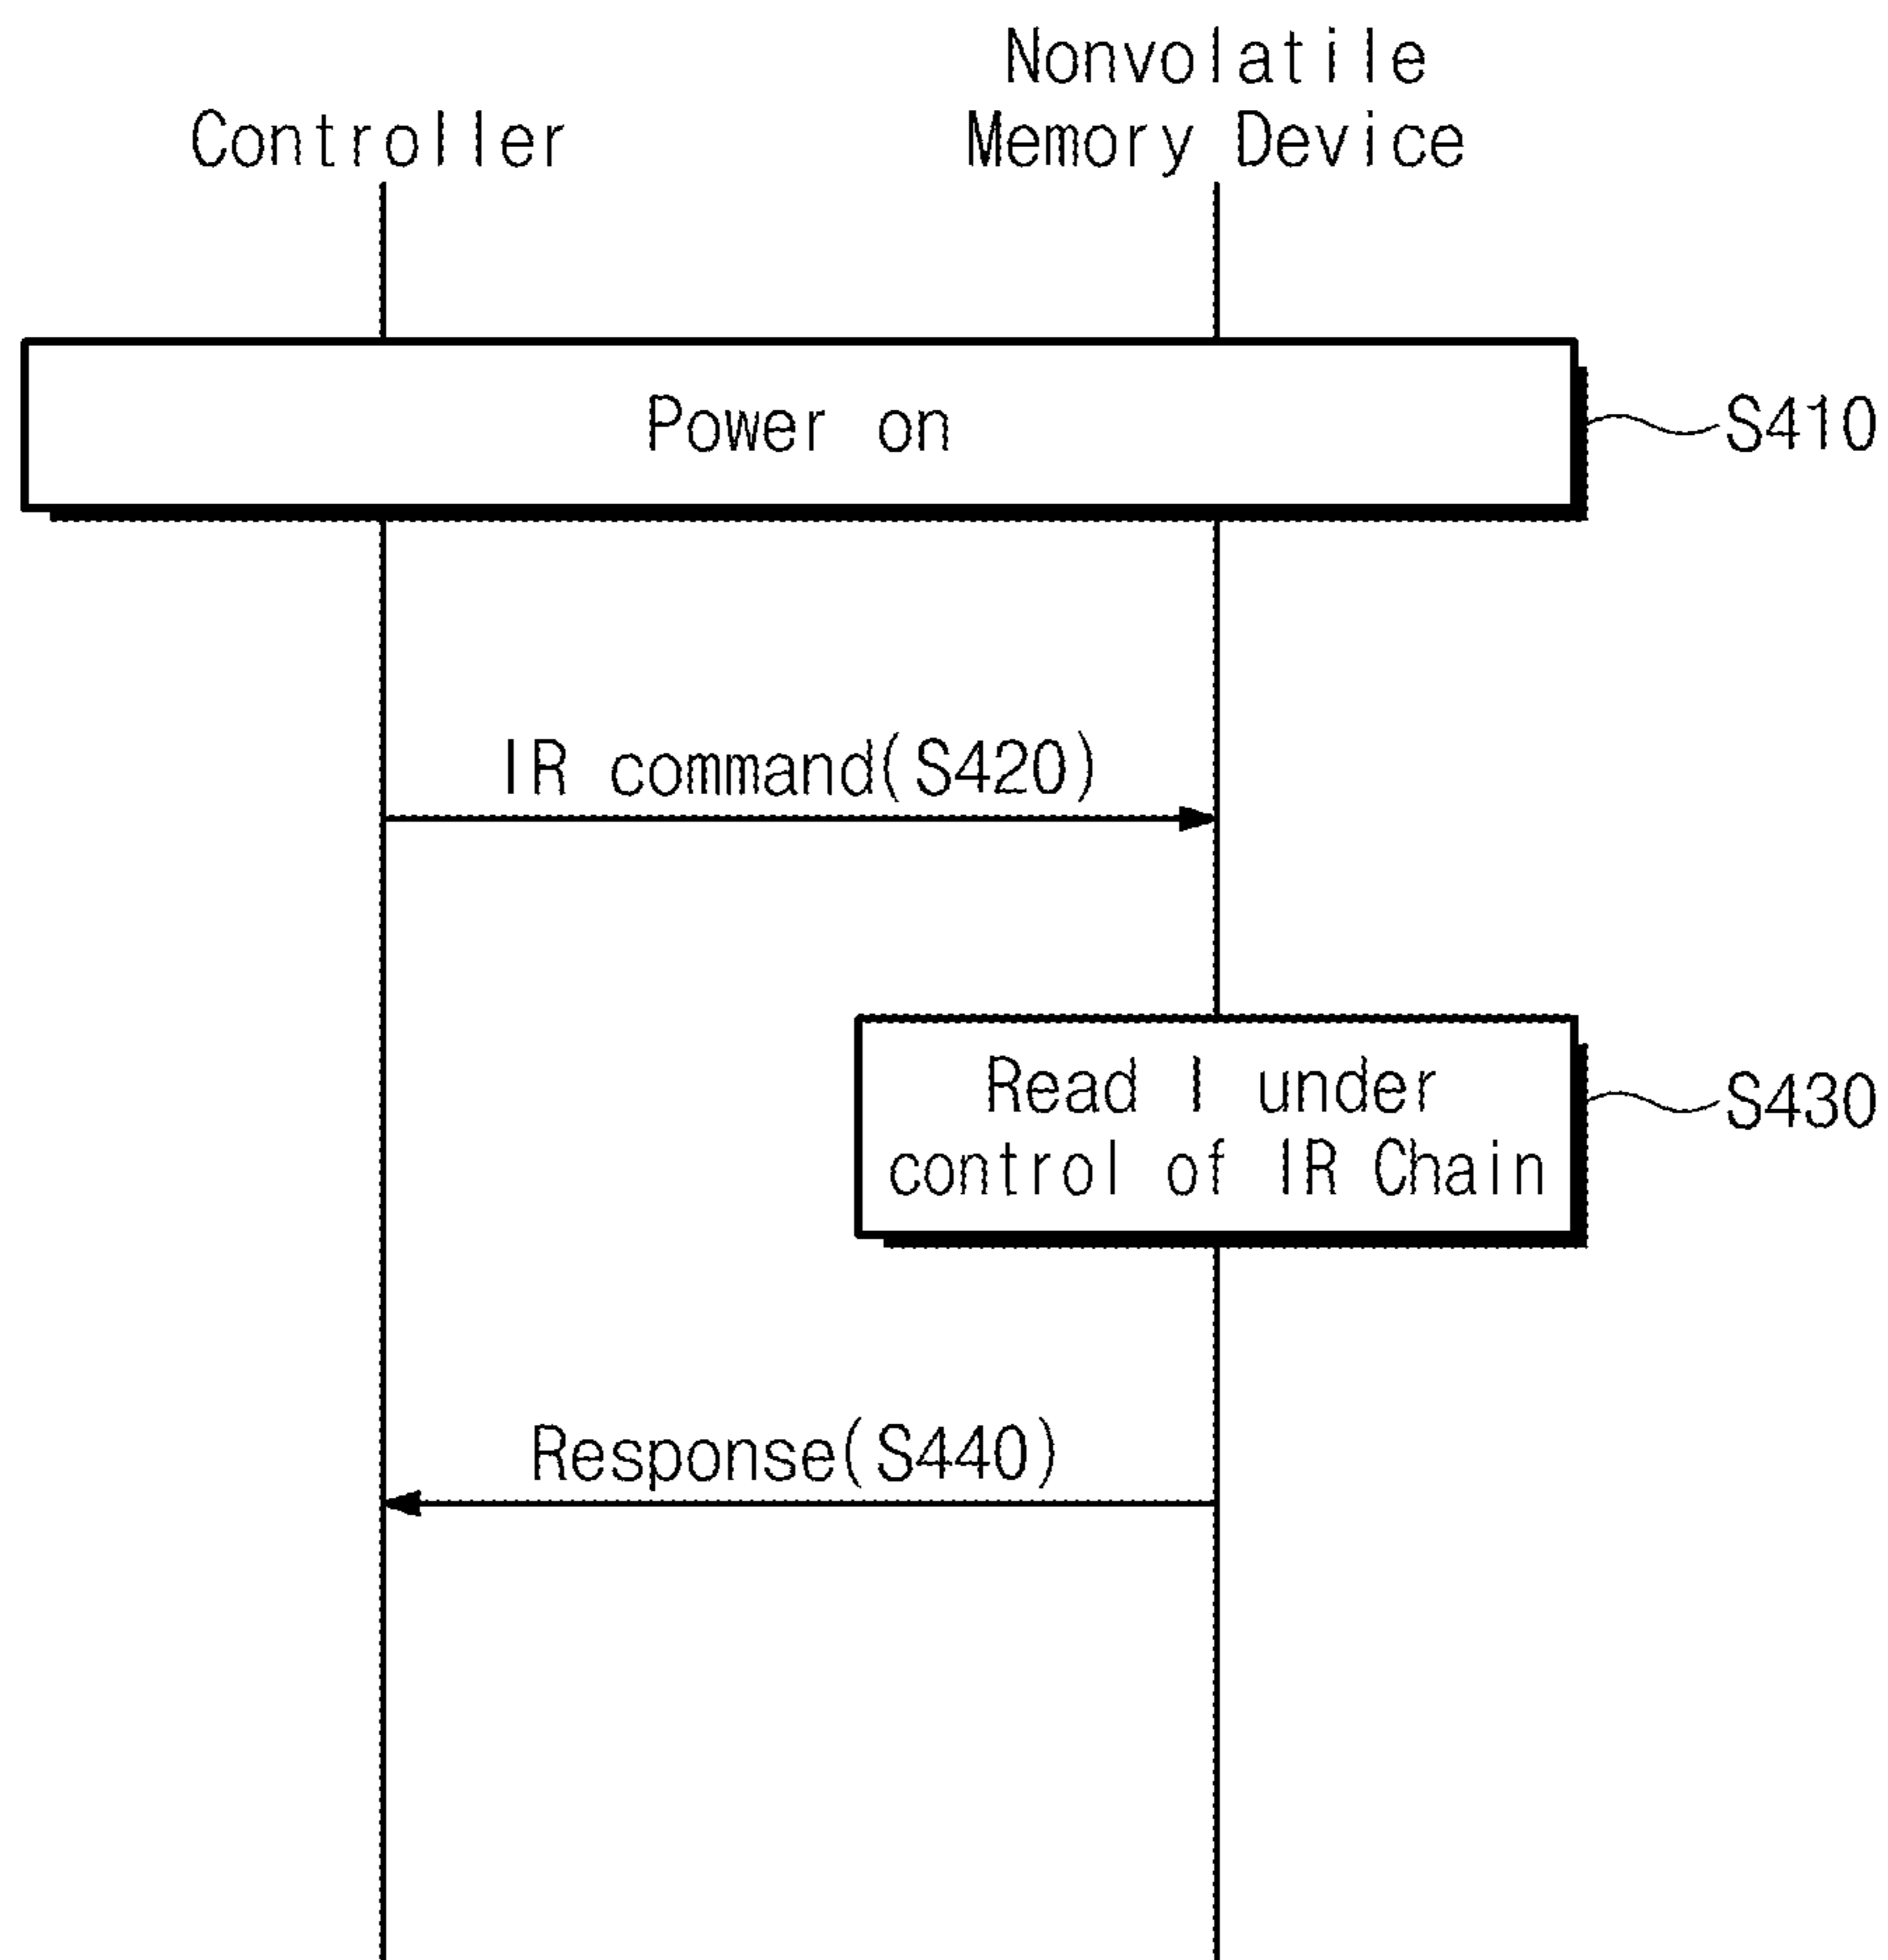 Controller
Nonvolatile
Memory Device
Power on
S410
IR command(S420)
Read I under
control of IR Chain
S430
Response(S440)